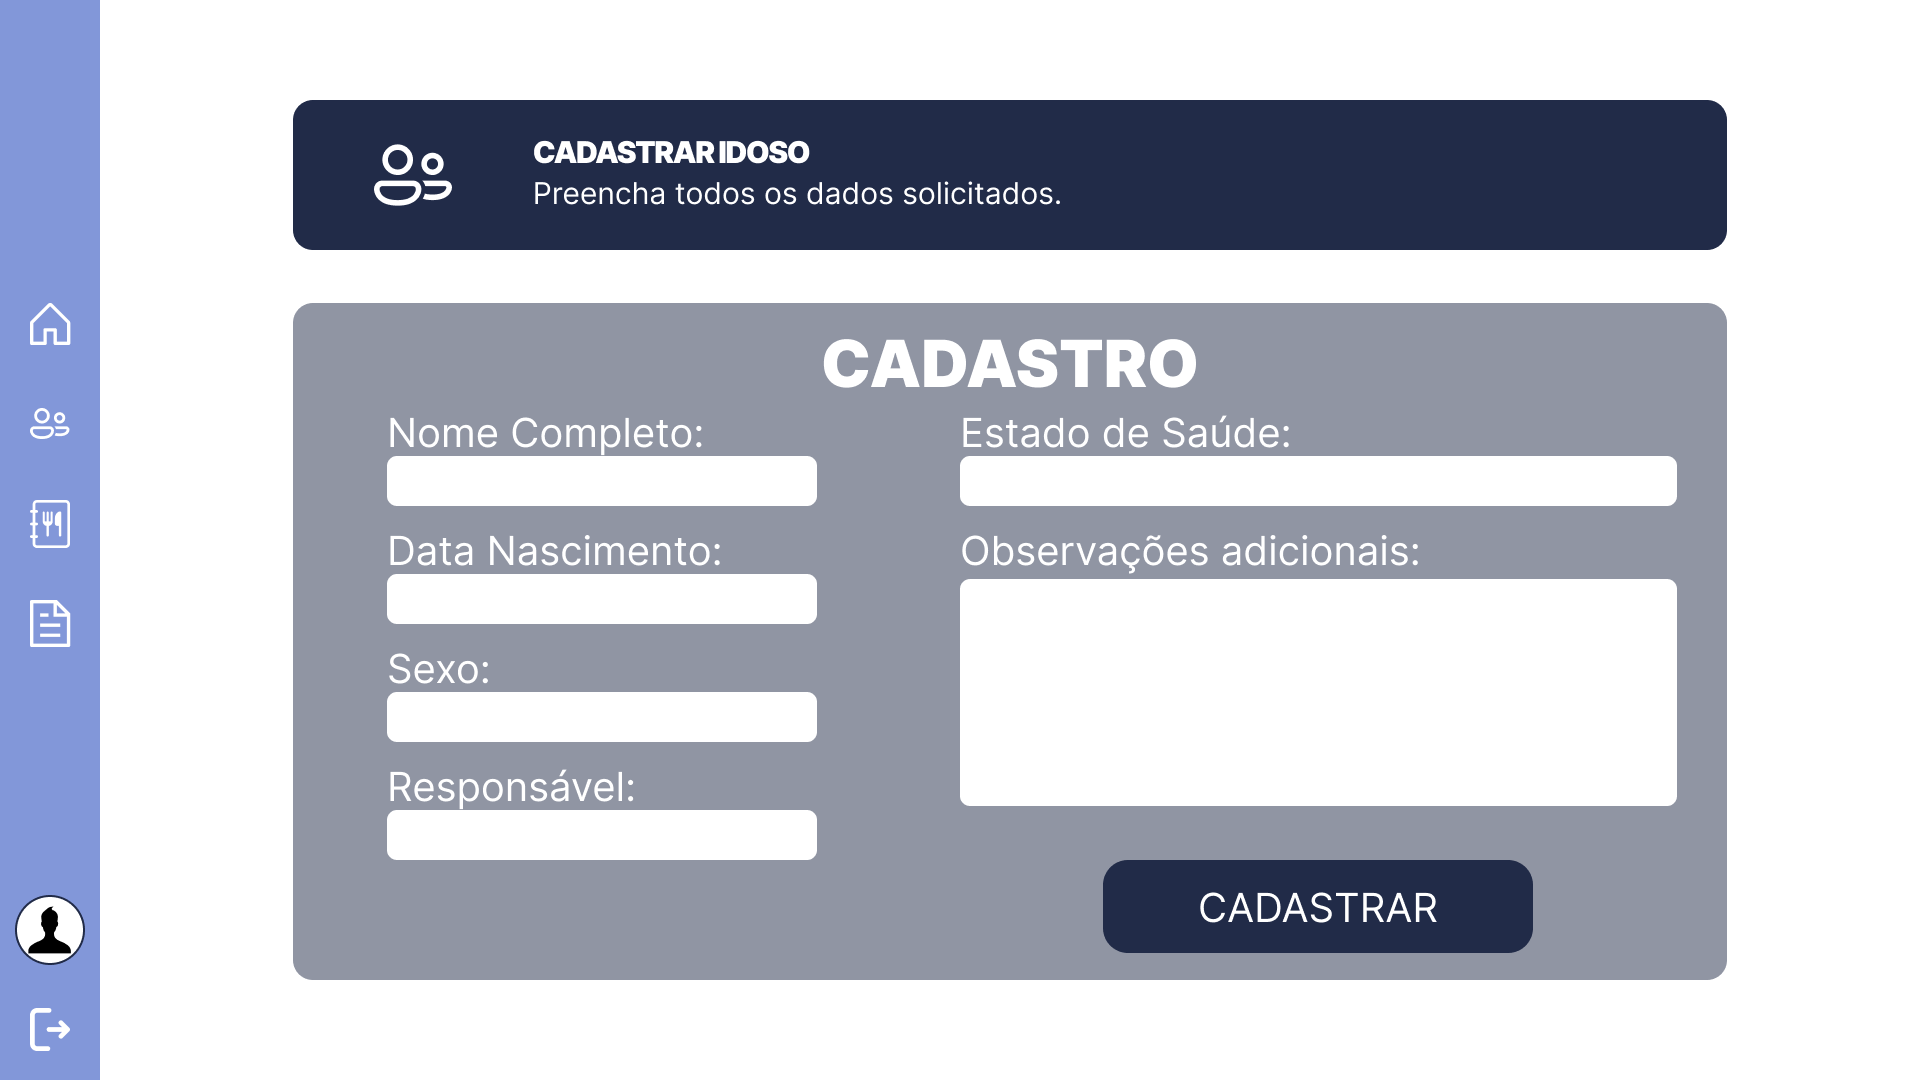 CADASTRAR IDOSO
Preencha todos os dados solicitados.
CADASTRO
Nome Completo:
Data Nascimento:
Sexo:
Responsável:
Estado de Saúde:
Observações adicionais:
CADASTRAR